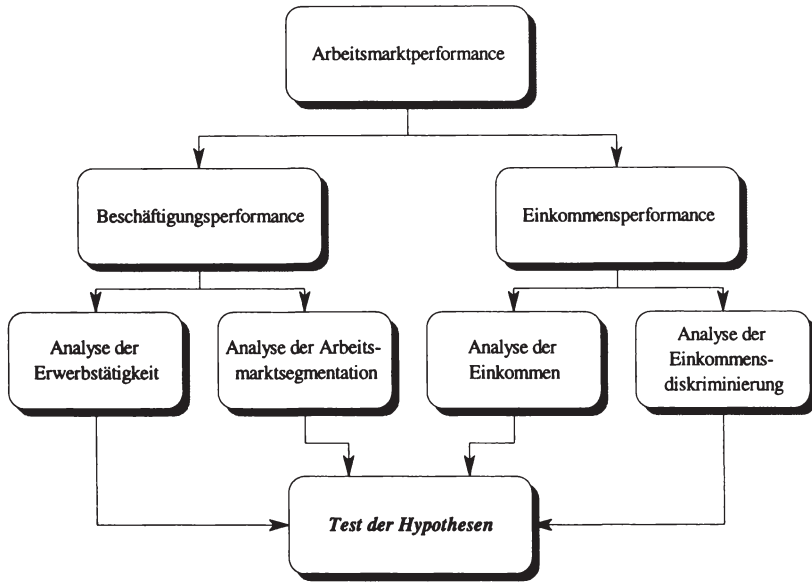 Arbeitsmarktperformance
Beschäftigungsperformance
Einkommensperformance
Analyse der
Erwerbstätigkeit
Analyse der Arbeits-
marktsegmentation
Analyse der
Einkommen
Analyse der
Einkommens-
diskriminierung
Test der Hypothesen